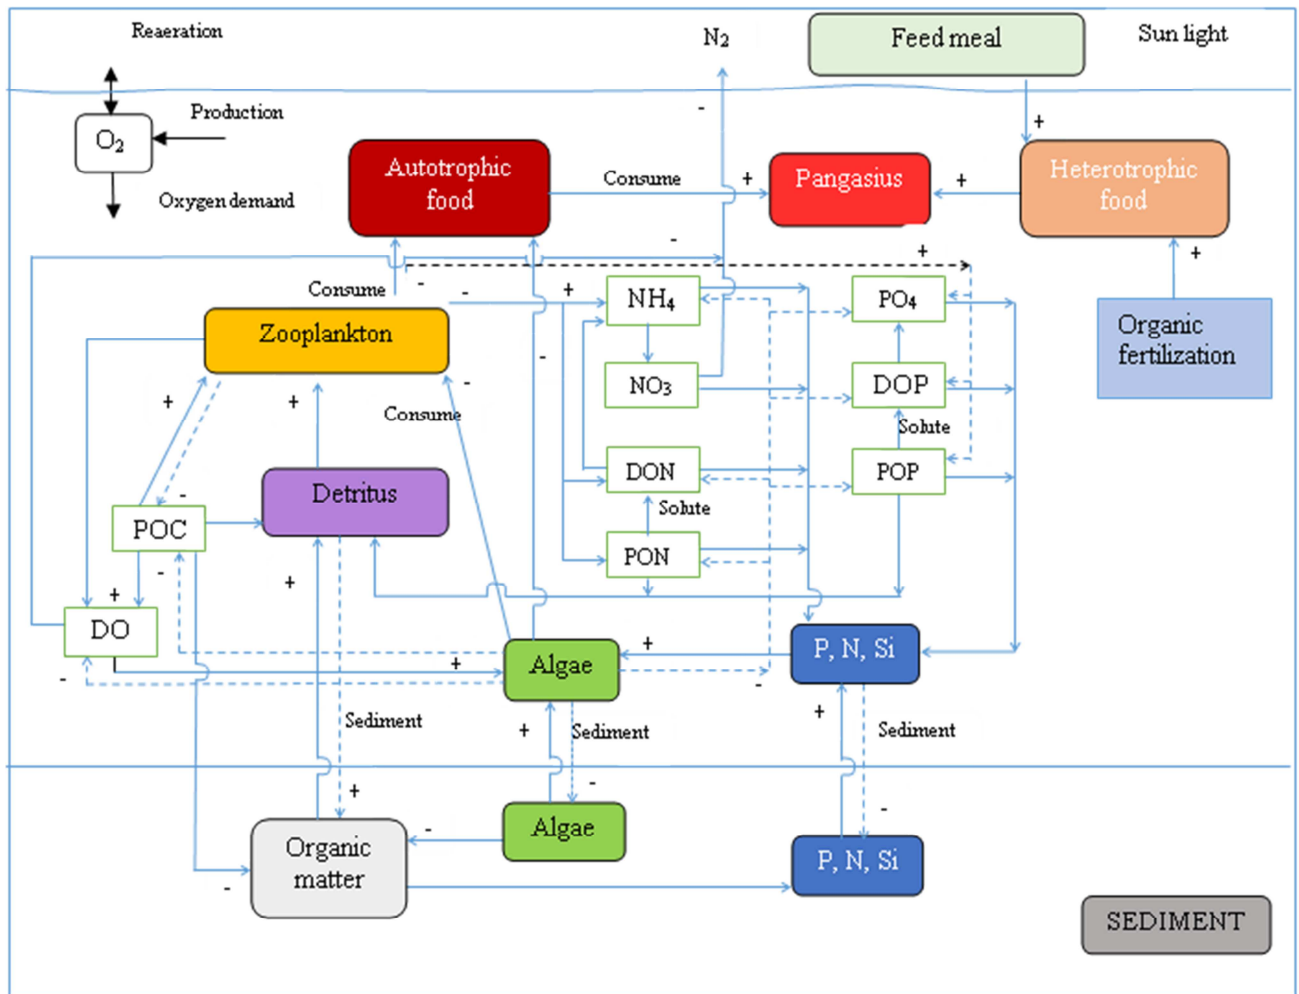 Reaeration
N2
Feed meal
Sun light
-
Production
+
O2
Autotrophic
food
Consume
+
Pangasius
+
Heterotrophic
food
Oxygen demand
-
+
+
Consume
-
-
+
NH4
PO4
Organic
fertilization
Zooplankton
-
-
NO3
DOP
+
+
Consume
Solute
Detritus
DON
POP
-
POC
Solute
PON
+
-
+
DO
+
Algae
+
P, N, Si
-
+
-
Sediment
+
Sediment
+
Sediment
+
-
-
Organic
matter
-
Algae
P, N, Si
-
SEDIMENT